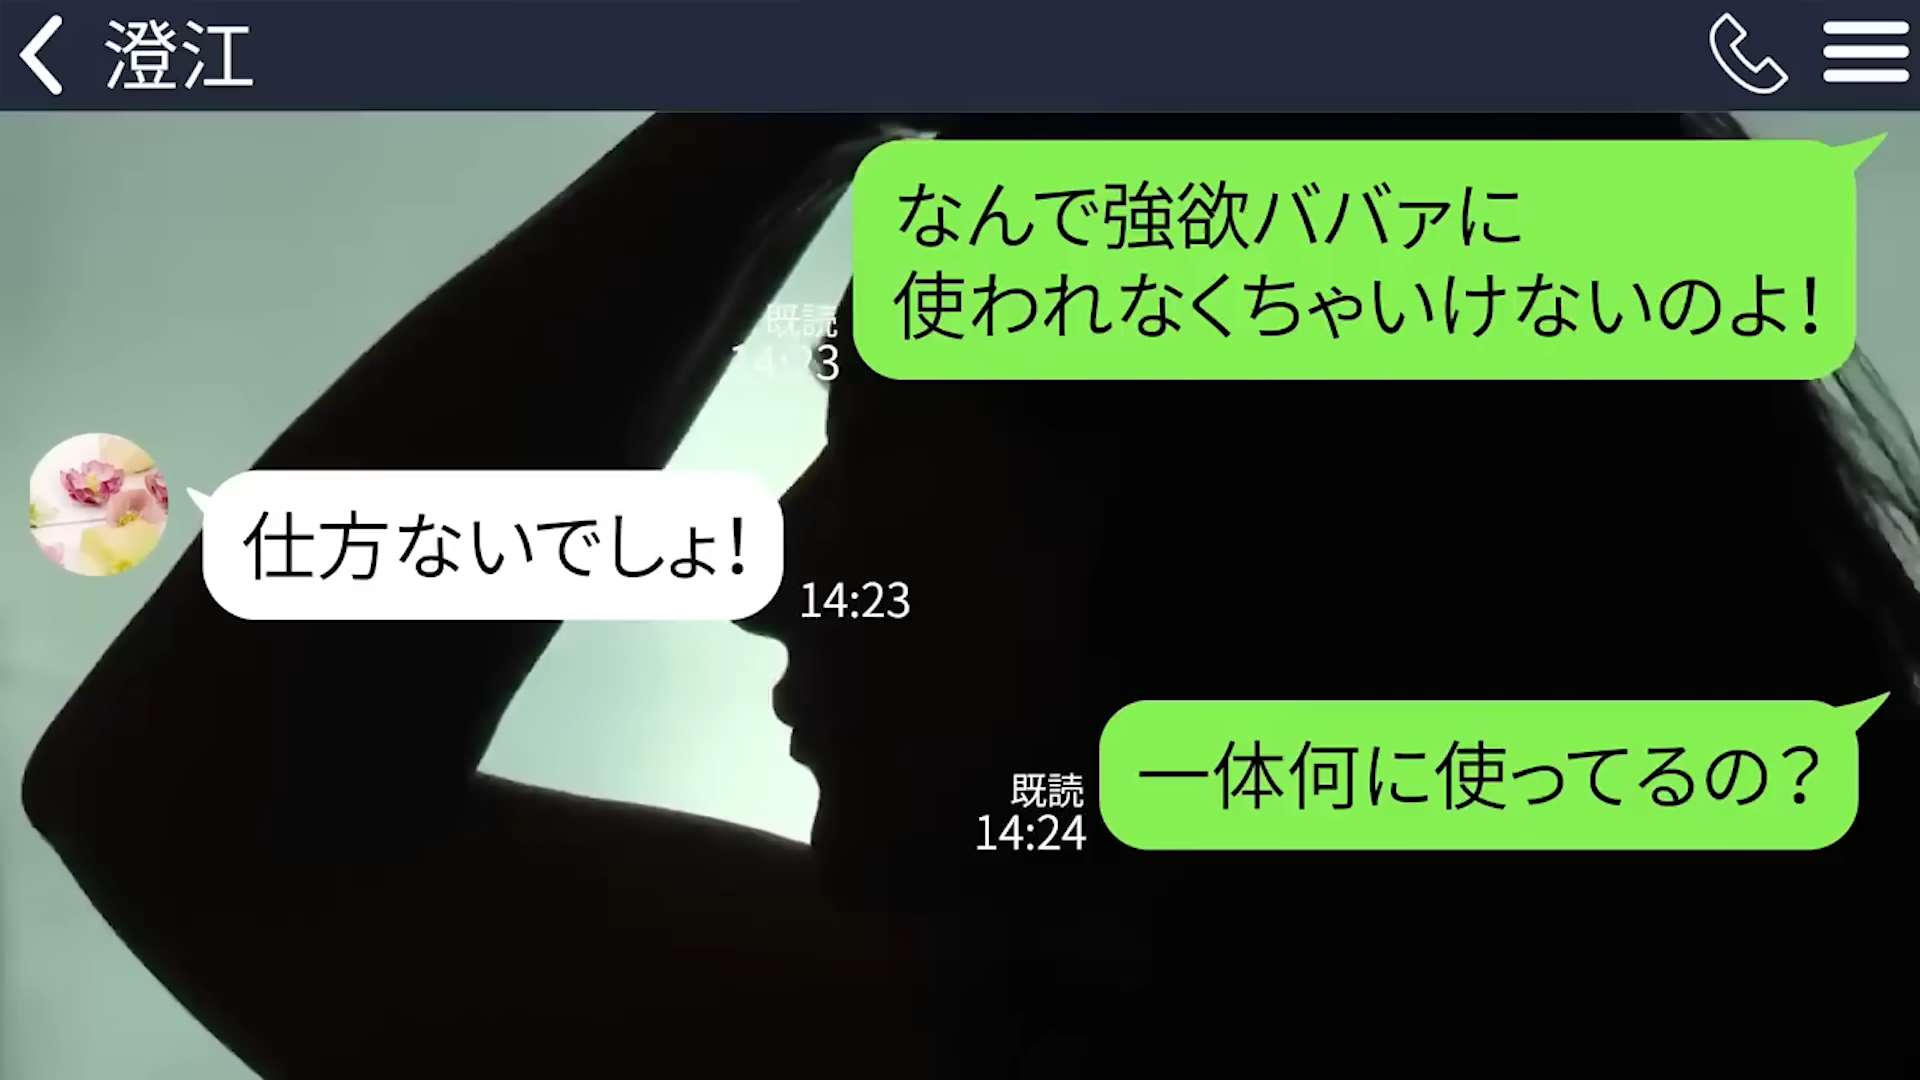 澄江
なんで強欲ババァに
使われなくちゃいけないのよ！
既読
14:23
仕方ないでしょ！
14:23
一体何に使ってるの？
既読
14:24